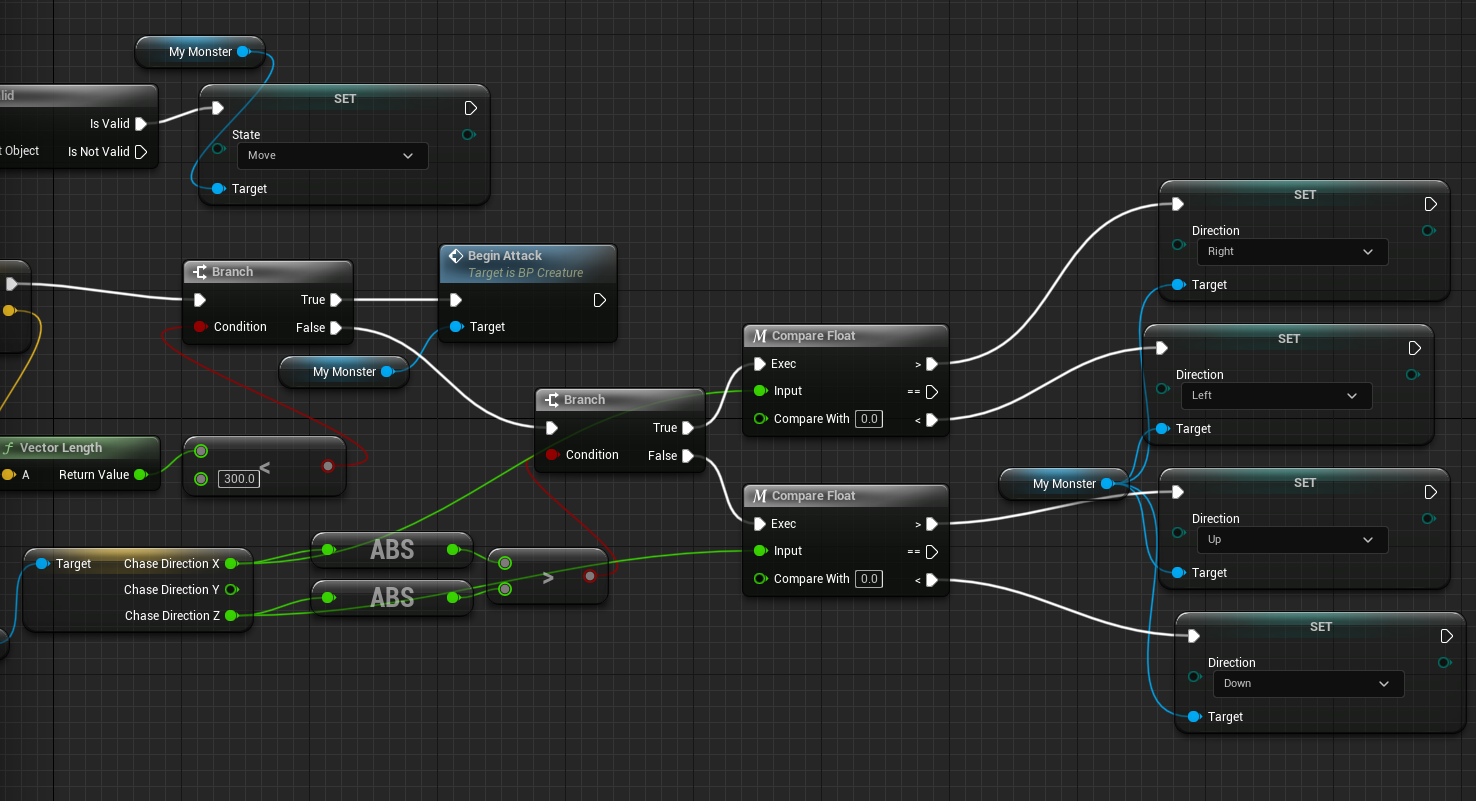 My Monster
lid
Is Valid
t Object
Is Not Valid
SET
State
Move
Target
Branch
True
Condition
False
Begin Attack
Target is BP Creature
Target
My Monster
f Vector Length
A
Return Value
<
300.0
Branch
True
Condition
False
Target
Chase Direction X
Chase Direction Y
Chase Direction Z
ABS
ABS
>
M Compare Float
Exec
>
Input
==
Compare With
0.0
<
M Compare Float
Exec
>
Input
==
Compare With
0.0
<
My Monster
SET
Direction
Right
Target
SET
Direction
Left
Target
SET
Direction
Up
Target
SET
Direction
Down
Target